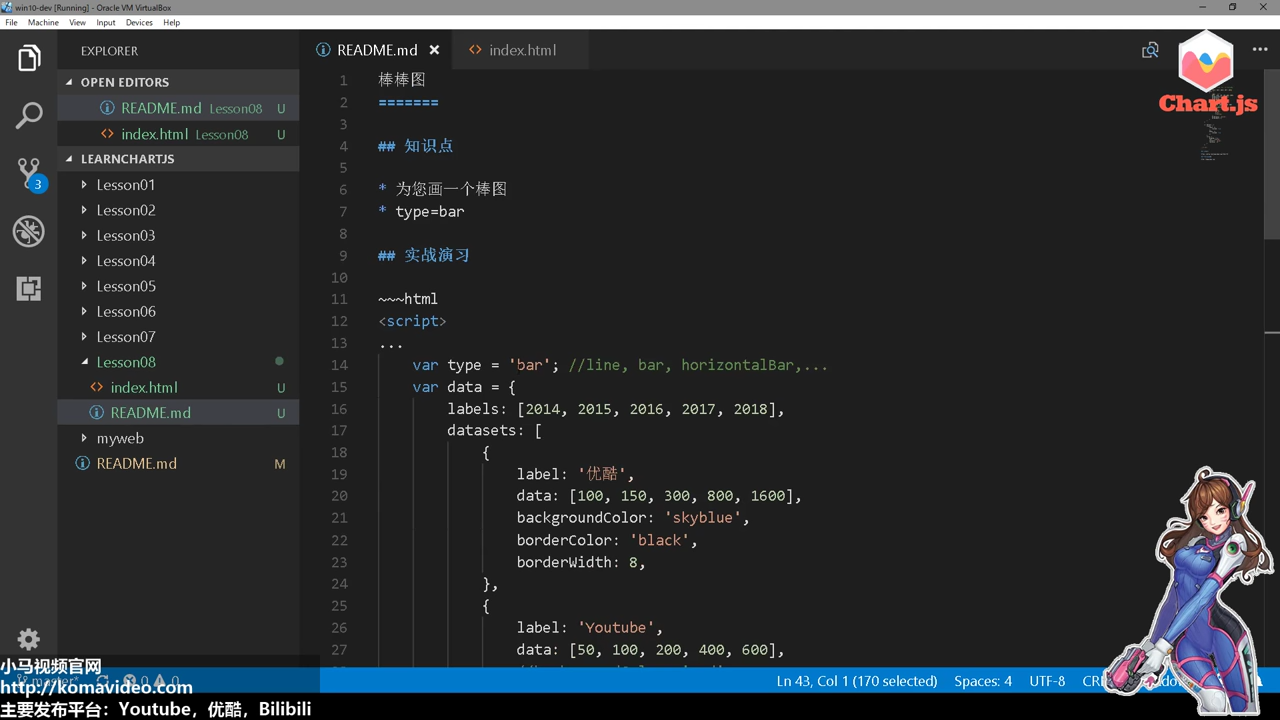 win10-dev [Running] - Oracle VM VirtualBox
File Machine View Input Devices Help
EXPLORER
OPEN EDITORS
README.md Lesson08 U
index.html Lesson08 U
LEARNCHARTJS
Lesson01
Lesson02
Lesson03
Lesson04
Lesson05
Lesson06
Lesson07
Lesson08
index.html U
README.md U
myweb
README.md M
3
README.md
index.html
Chart.js
1 棒棒图
2 =======
3
4 ## 知识点
5
6 * 为您画一个棒图
7 * type=bar
8
9 ## 实战演习
10
11 ~~~html
12 <script>
13 ...
14 var type = 'bar'; //line, bar, horizontalBar,...
15 var data = {
16 labels: [2014, 2015, 2016, 2017, 2018],
17 datasets: [
18 {
19 label: '优酷',
20 data: [100, 150, 300, 800, 1600],
21 backgroundColor: 'skyblue',
22 borderColor: 'black',
23 borderWidth: 8,
24 },
25 {
26 label: 'Youtube',
27 data: [50, 100, 200, 400, 600],
小马视频官网
http://komavideo.com
主要发布平台：Youtube，优酷，Bilibili
master* 0 0
Ln 43, Col 1 (170 selected) Spaces: 4 UTF-8